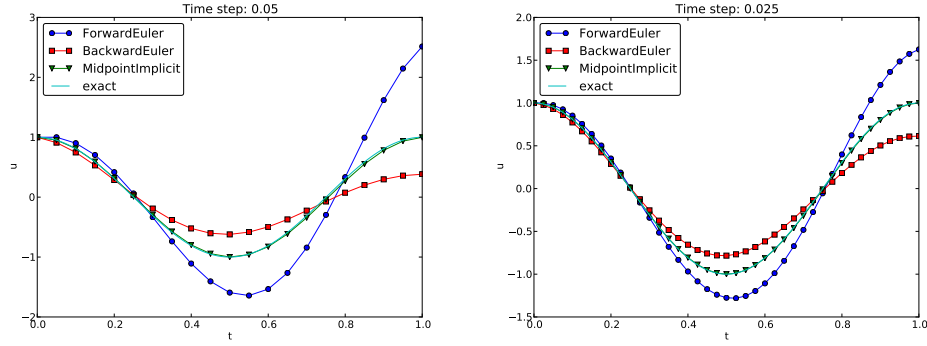 Time step: 0.05
3
2
1
0
−1
−2
u
ForwardEuler
BackwardEuler
MidpointImplicit
exact
0.0 0.2 0.4 0.6 0.8 1.0
t
Time step: 0.025
2.0
1.5
1.0
0.5
0.0
−0.5
−1.0
−1.5
u
ForwardEuler
BackwardEuler
MidpointImplicit
exact
0.0 0.2 0.4 0.6 0.8 1.0
t